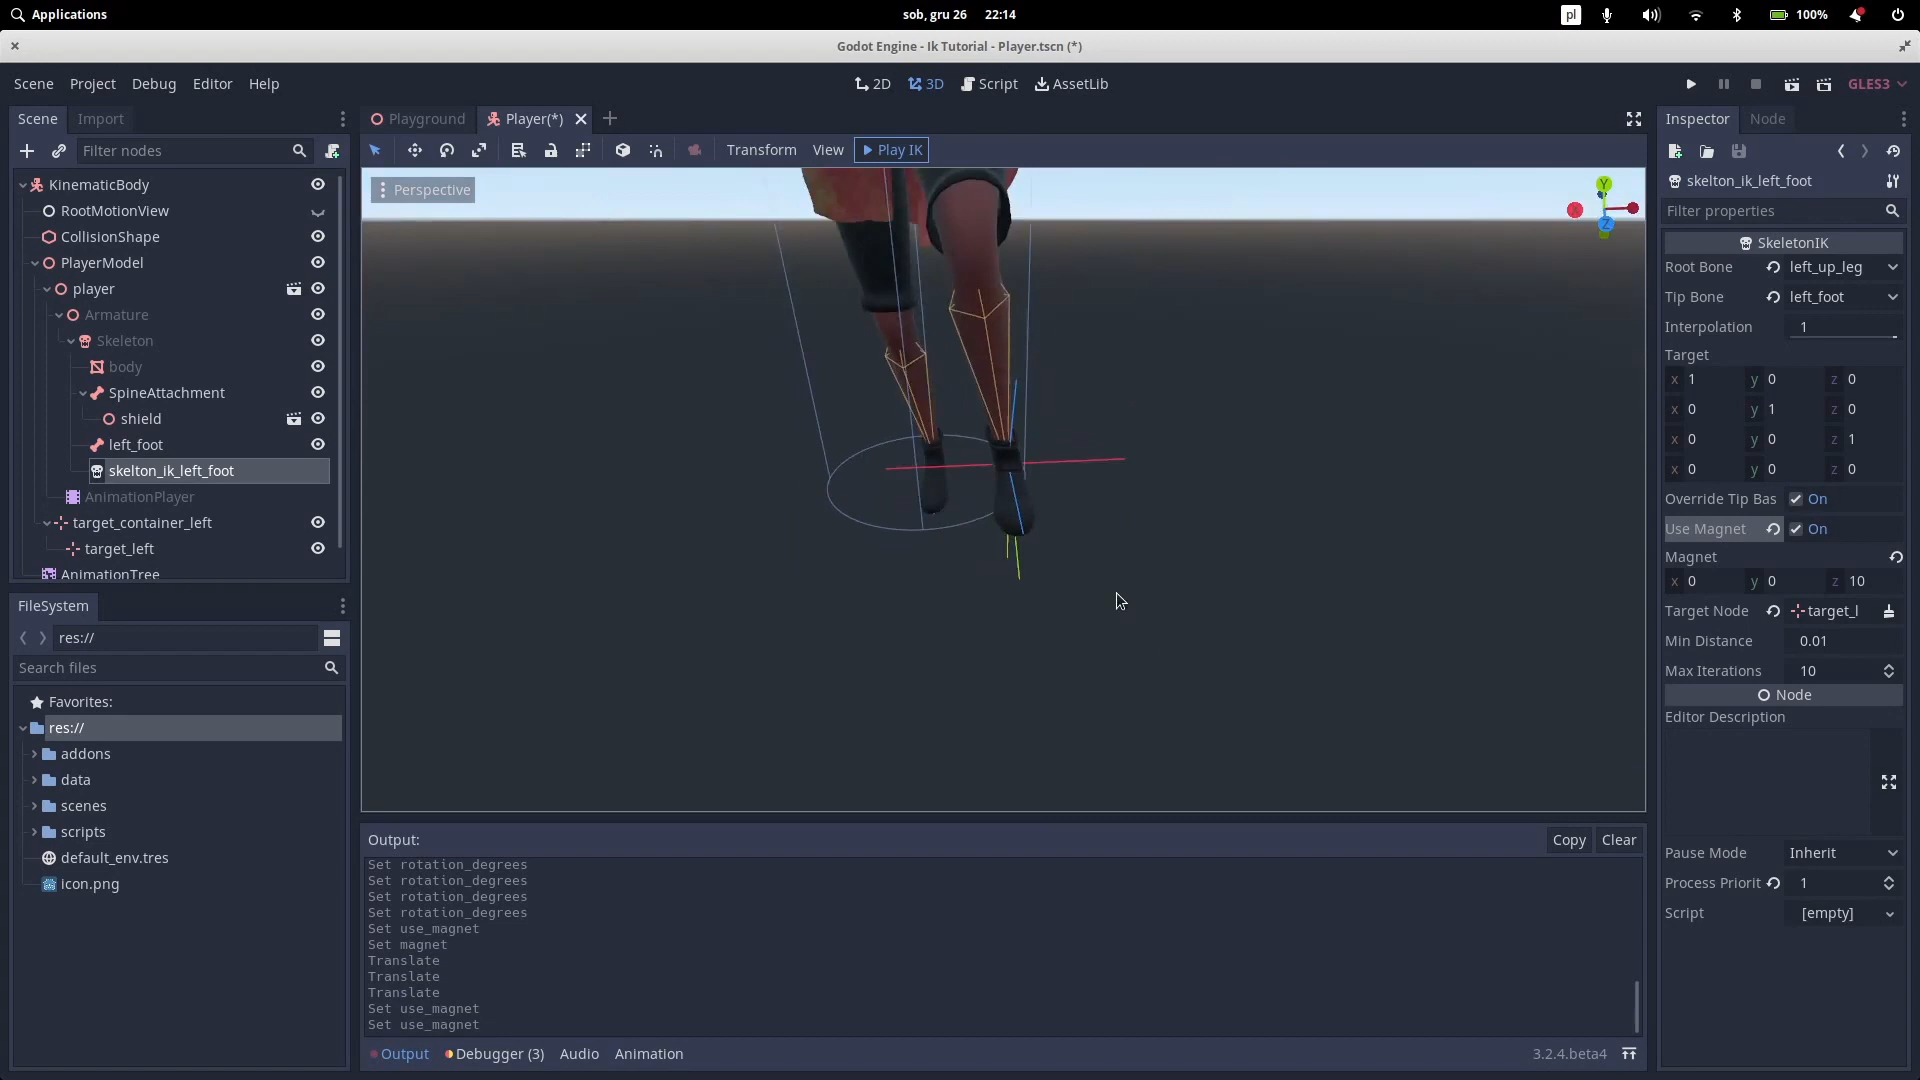 Applications
sob, gru 26 22:14
pl
100%
Godot Engine - Ik Tutorial - Player.tscn (*)
Scene Project Debug Editor Help
2D 3D Script AssetLib
GLES3
Scene Import
Filter nodes
KinematicBody
RootMotionView
CollisionShape
PlayerModel
player
Armature
Skeleton
body
SpineAttachment
shield
left_foot
skelton_ik_left_foot
AnimationPlayer
target_container_left
target_left
AnimationTree
FileSystem
res://
Search files
Favorites:
res://
addons
data
scenes
scripts
default_env.tres
icon.png
Playground Player(*)
Transform View Play IK
Perspective
Y
X
Z
Output:
Copy Clear
Set rotation_degrees
Set rotation_degrees
Set rotation_degrees
Set rotation_degrees
Set use_magnet
Set magnet
Translate
Translate
Translate
Set use_magnet
Set use_magnet
Output Debugger (3) Audio Animation
3.2.4.beta4
Inspector Node
skelton_ik_left_foot
Filter properties
SkeletonIK
Root Bone left_up_leg
Tip Bone left_foot
Interpolation 1
Target
x 1 y 0 z 0
x 0 y 1 z 0
x 0 y 0 z 1
x 0 y 0 z 0
Override Tip Bas On
Use Magnet On
Magnet
x 0 y 0 z 10
Target Node target_l
Min Distance 0.01
Max Iterations 10
Node
Editor Description
Pause Mode Inherit
Process Priorit 1
Script [empty]